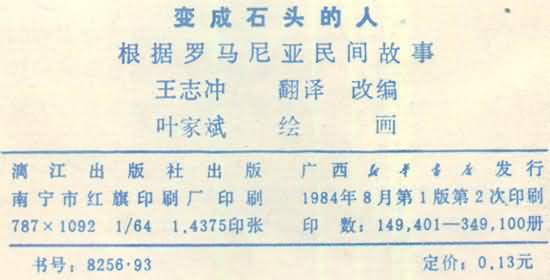 变成石头的人
根据罗马尼亚民间故事
王志冲 翻译 改编
叶家斌 绘 画
漓江出版社出版 广西新华书店发行
南宁市红旗印刷厂印刷 1984年8月第1版第2次印刷
787×1092 1/64 1.4375印张 印 数：149,401—349,100册
书号：8256·93 定价：0.13元